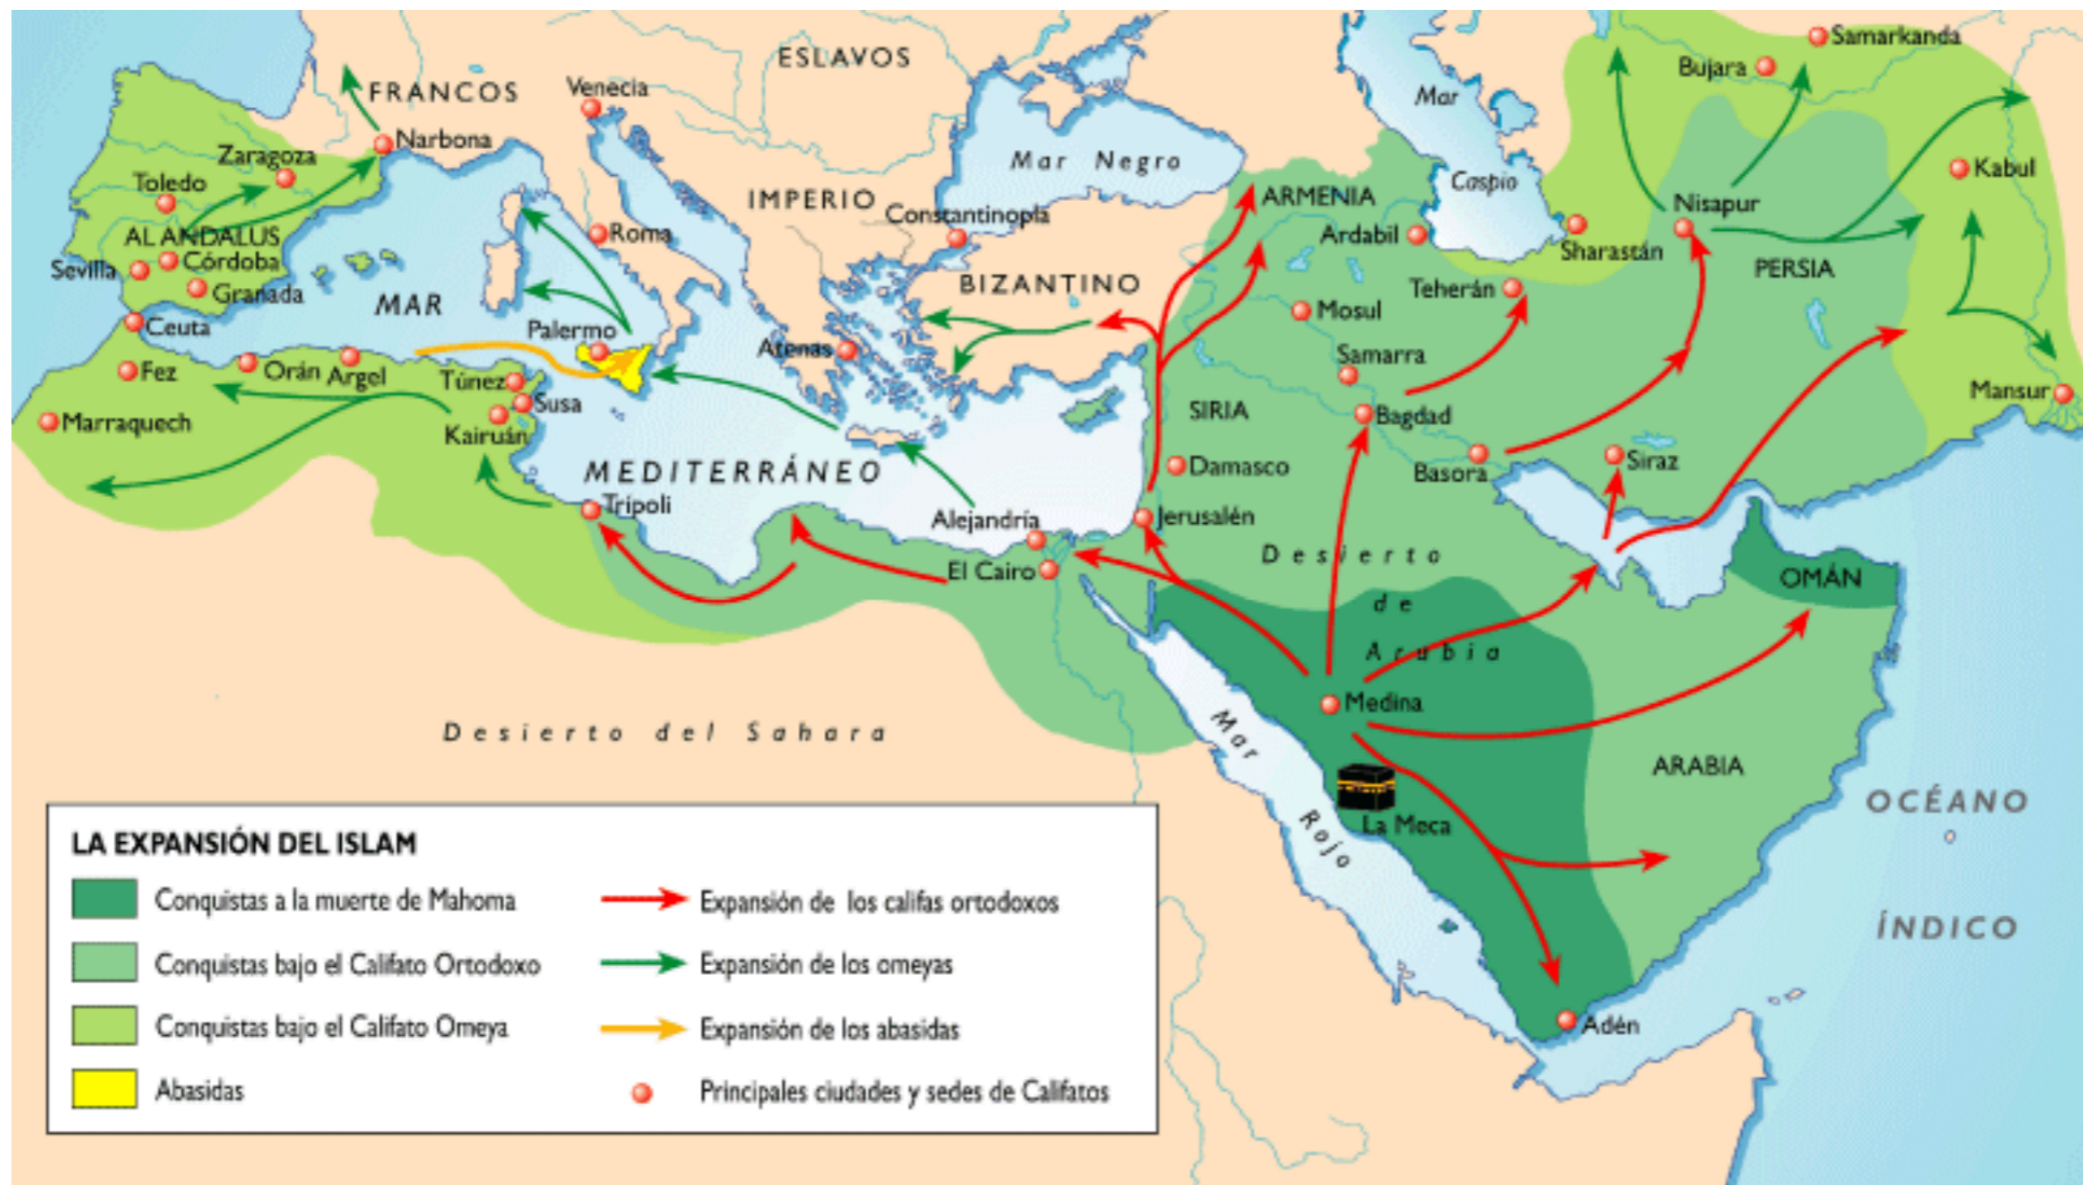 Samarkanda
ESLAVOS
Bujara
Venecia
FRANCOS
Mar
Narbona
Zaragoza
Mar Negro
Kabul
Toledo
Caspio
IMPERIO
ARMENIA
Nisapur
Constantinopla
Roma
Ardabil
AL ANDALUS
Sharastán
Córdoba
Sevilla
PERSIA
BIZANTINO
Granada
Teherán
MAR
Mosul
Ceuta
Palermo
Atenas
Samarra
Fez
Orán
Argel
Túnez
Mansur
Susa
SIRIA
Bagdad
Marraquech
Kairuán
Siraz
MEDITERRÁNEO
Damasco
Basora
Trípoli
Alejandría
Jerusalén
Desierto
El Cairo
OMÁN
de
Arabia
Medina
Desierto del Sahara
Mar
ARABIA
OCÉANO
La Meca
Rojo
ÍNDICO
Adén
LA EXPANSIÓN DEL ISLAM
Conquistas a la muerte de Mahoma
Conquistas bajo el Califato Ortodoxo
Conquistas bajo el Califato Omeya
Abasidas
Expansión de los califas ortodoxos
Expansión de los omeyas
Expansión de los abasidas
Principales ciudades y sedes de Califatos